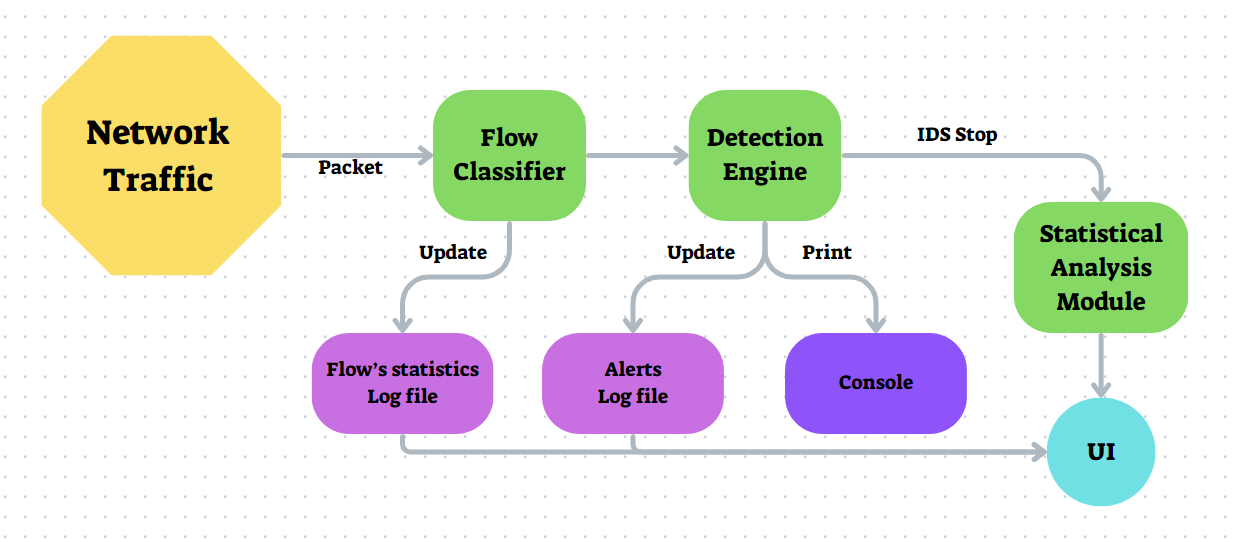 Network
Traffic
Packet
Flow
Classifier
Detection
Engine
IDS Stop
Update
Update
Print
Statistical
Analysis
Module
Flow's statistics
Log file
Alerts
Log file
Console
UI